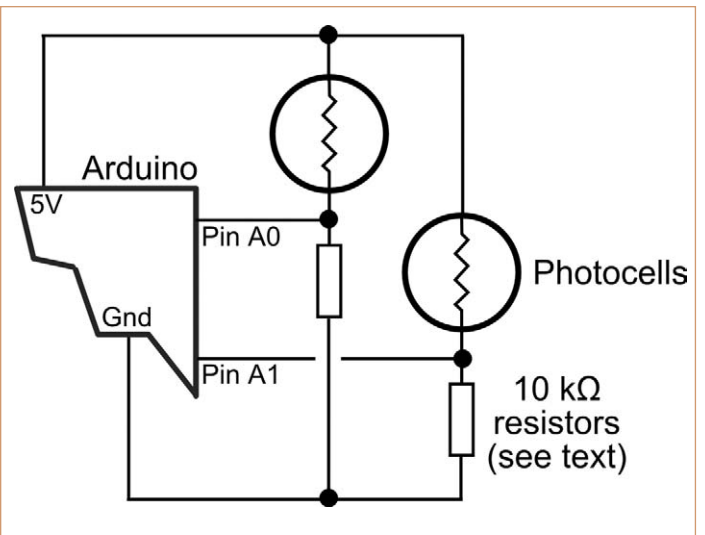 Arduino
5V
Pin A0
Photocells
Gnd
Pin A1
10 kΩ
resistors
(see text)